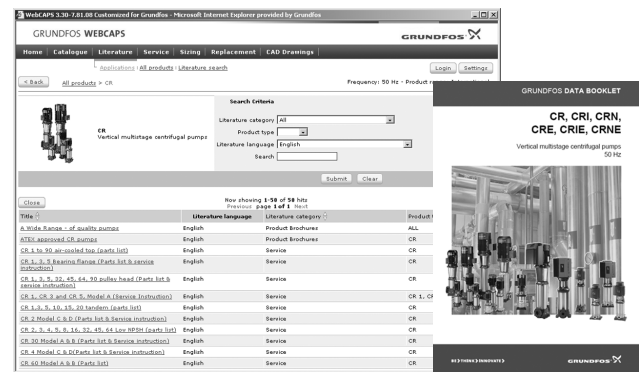 WebCAPS 3.30-7.81.08 Customized for Grundfos - Microsoft Internet Explorer provided by Grundfos
GRUNDFOS WEBCAPS
GRUNDFOS
Home | Catalogue | Literature | Service | Sizing | Replacement | CAD Drawings
Applications | All products | Literature search
Login Settings
< Back All products > CR
Frequency: 50 Hz - Product
CR
Vertical multistage centrifugal pumps
Search Criteria
Literature category All
Product type
Literature language English
Search
Submit Clear
Close
Now showing 1-50 of 50 hits
Previous page 1 of 1 Next
Title Literature language Literature category Product
A Wide Range - of quality pumps English Product Brochures ALL
ATEX approved CR pumps English Product Brochures CR
CR 1 to 90 air-cooled top (parts list) English Service CR
CR 1, 3, 5 Bearing flange (Parts list & service
instruction) English Service CR
CR 1, 3, 5, 32, 45, 64, 90 pulley head (Parts list &
service instruction) English Service CR
CR 1, CR 3 and CR 5, Model A (Service Instruction) English Service CR 1, CR
CR 1,3, 5, 10, 15, 20 tandem (parts list) English Service CR
CR 2 Model C & D (Parts list & Service instruction) English Service CR
CR 2, 3, 4, 5, 8, 16, 32, 45, 64 Low NPSH (parts list) English Service CR
CR 30 Model A & B (Parts list & Service instruction) English Service CR
CR 4 Model C & D(Parts list & Service instruction) English Service CR
CR 60 Model A & B (Parts list) English Service CR
GRUNDFOS DATA BOOKLET
CR, CRI, CRN,
CRE, CRIE, CRNE
Vertical multistage centrifugal pumps
50 Hz
BE > THINK > INNOVATE >
GRUNDFOS